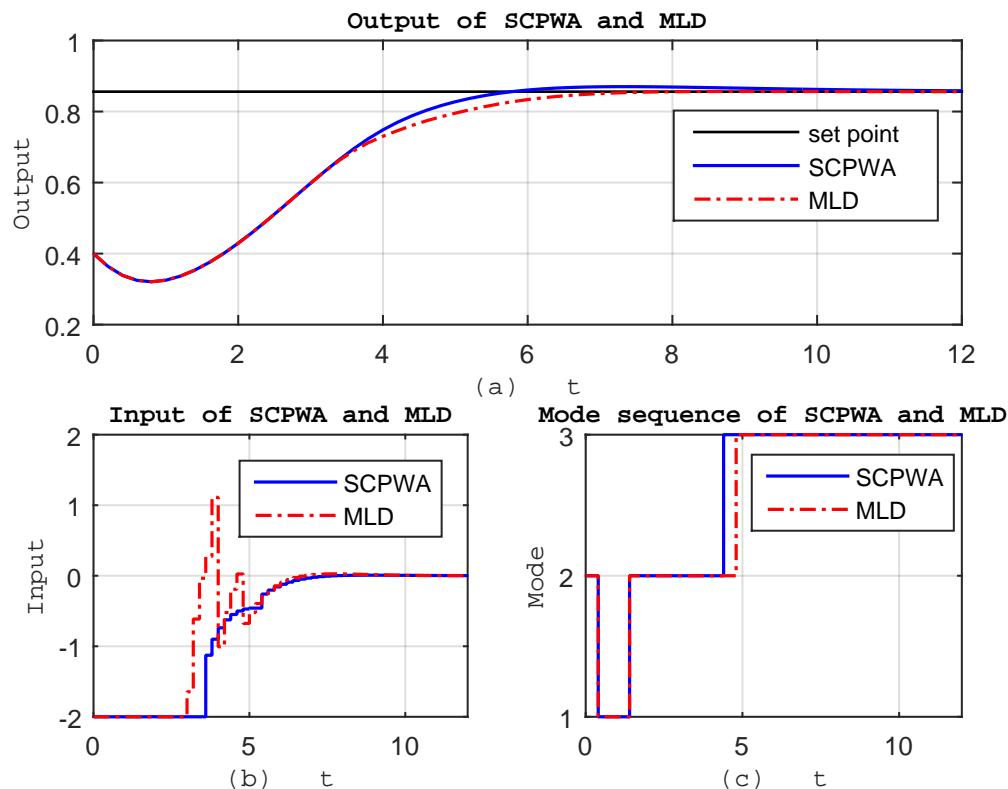 Output of SCPWA and MLD
1
0.8
0.6
0.4
0.2
Output
set point
SCPWA
MLD
0 2 4 6 8 10 12
(a) t
Input of SCPWA and MLD
2
1
0
-1
-2
Input
SCPWA
MLD
0 5 10
(b) t
Mode sequence of SCPWA and MLD
3
2
1
Mode
SCPWA
MLD
0 5 10
(c) t